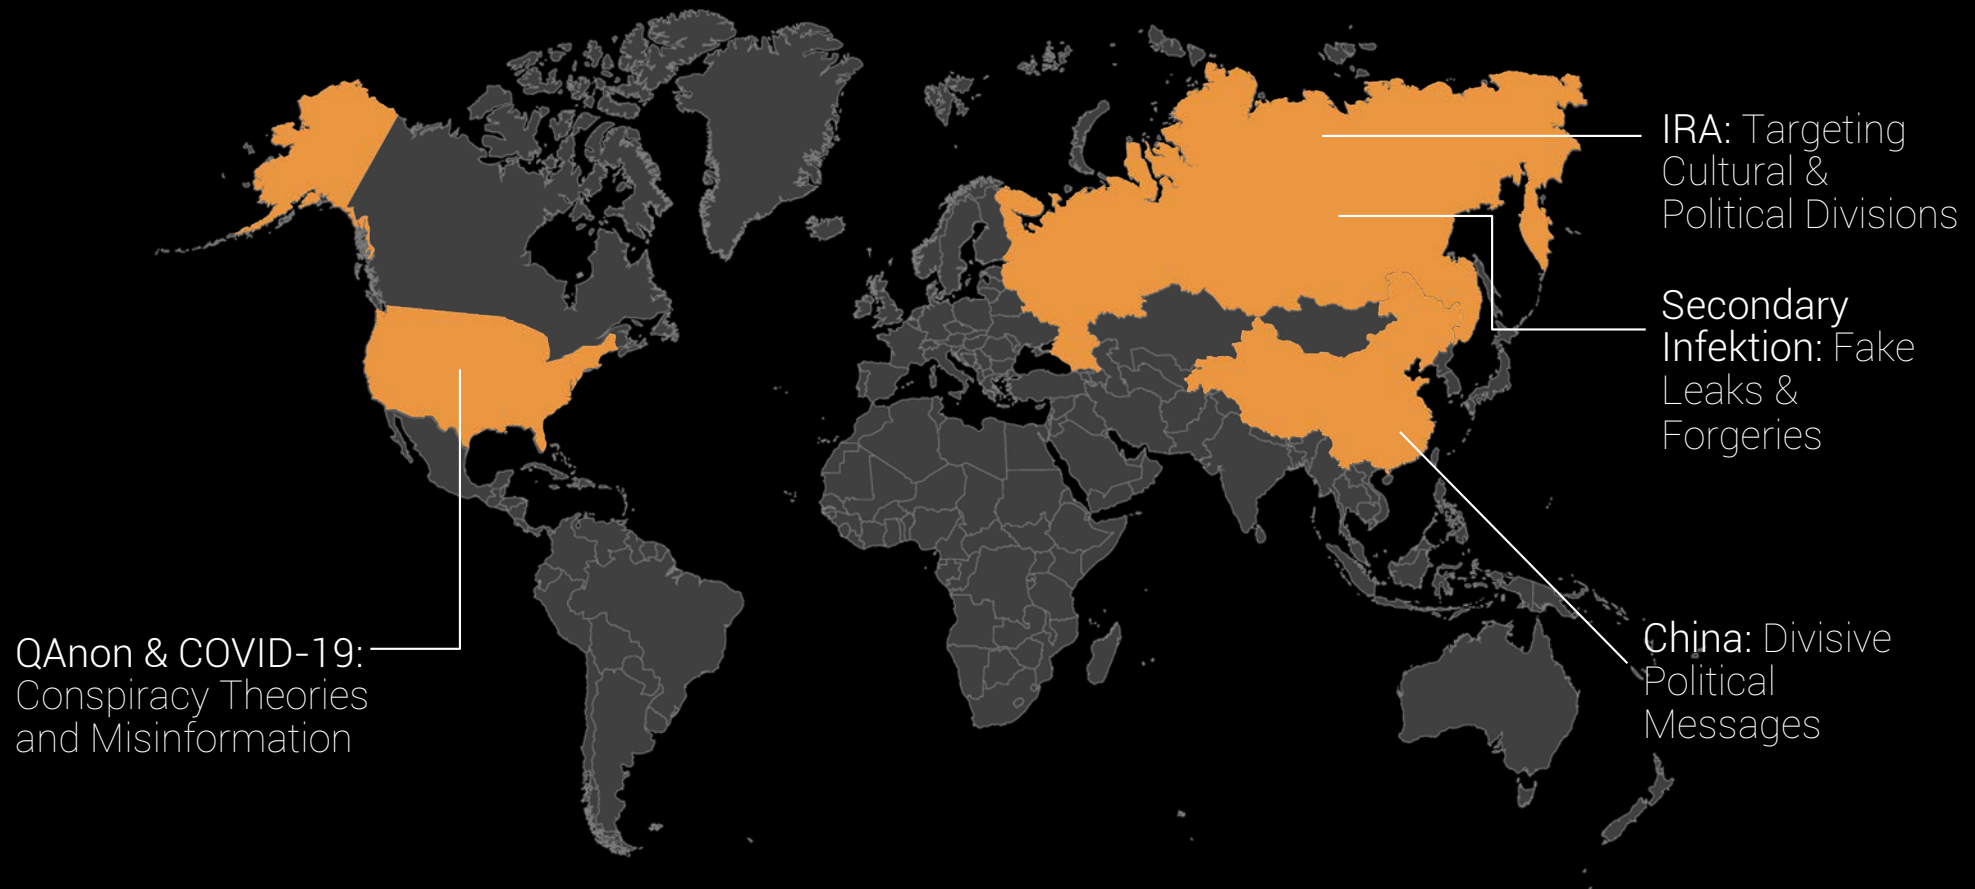 IRA: Targeting
Cultural &
Political Divisions
Secondary
Infektion: Fake
Leaks &
Forgeries
QAnon & COVID-19:
Conspiracy Theories
and Misinformation
China: Divisive
Political
Messages